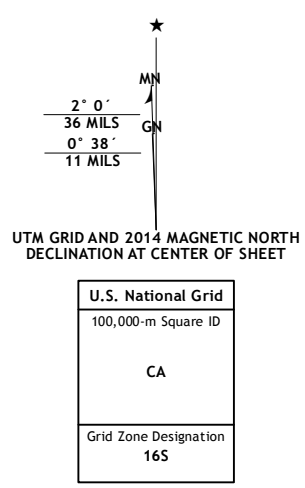 MN
2° 0´
36 MILS
GN
0° 38´
11 MILS
UTM GRID AND 2014 MAGNETIC NORTH
DECLINATION AT CENTER OF SHEET
U.S. National Grid
100,000-m Square ID
CA
Grid Zone Designation
16S